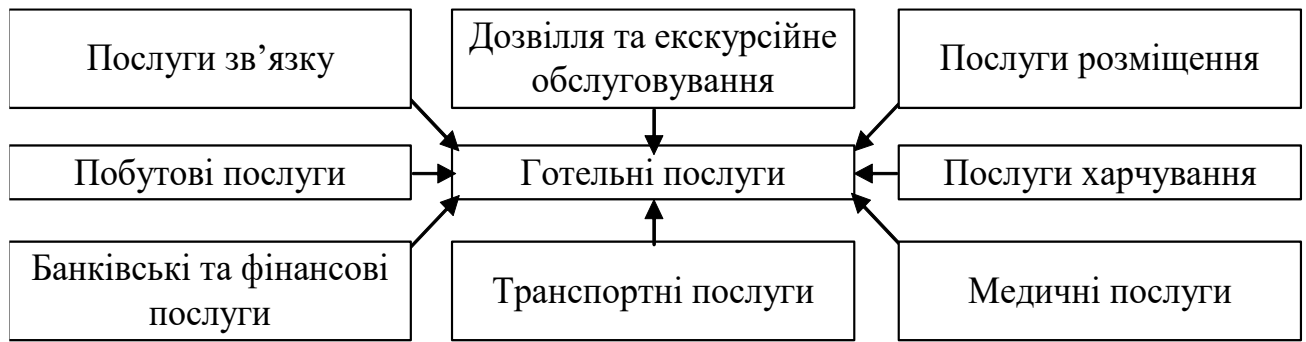 Послуги зв’язку
Дозвілля та екскурсійне
обслуговування
Послуги розміщення
Побутові послуги
Готельні послуги
Послуги харчування
Банківські та фінансові
послуги
Транспортні послуги
Медичні послуги